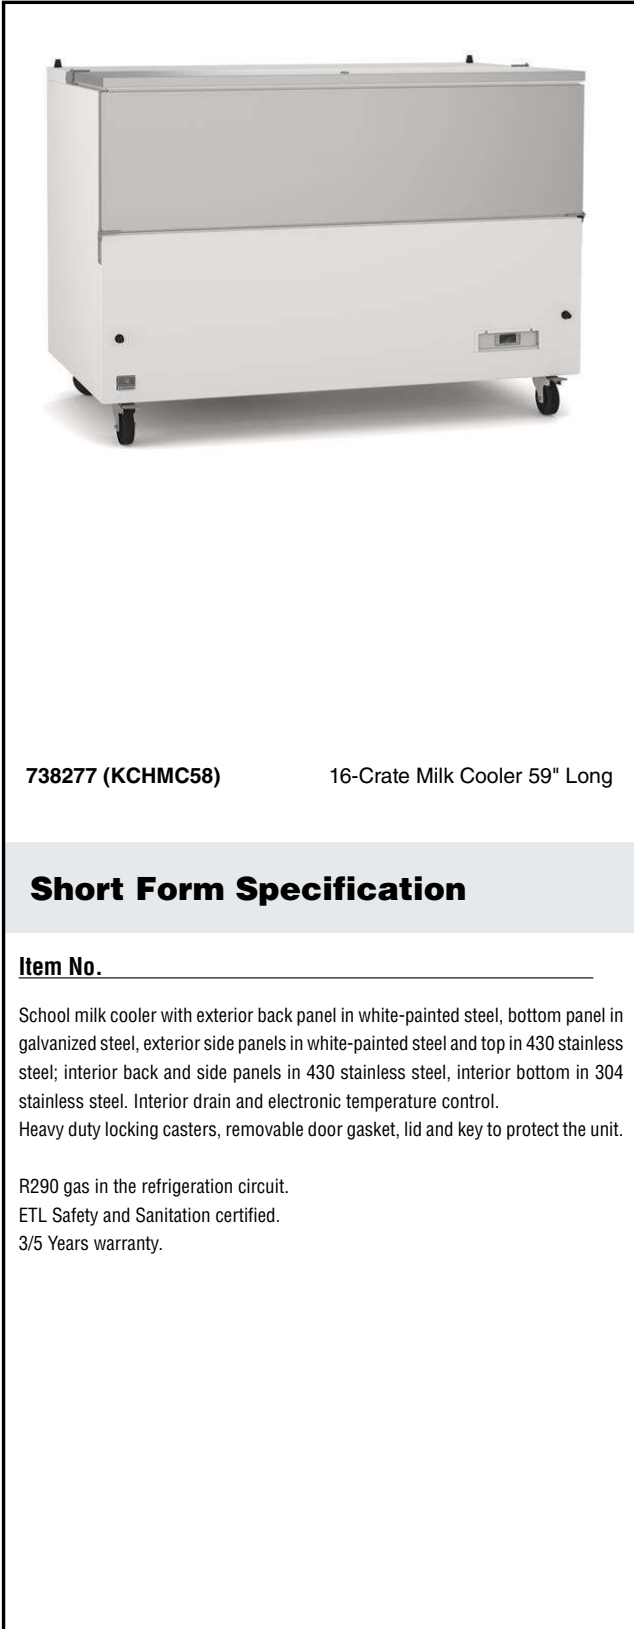 738277 (KCHMC58) 16-Crate Milk Cooler 59" Long
Short Form Specification
Item No.
School milk cooler with exterior back panel in white-painted steel, bottom panel in
galvanized steel, exterior side panels in white-painted steel and top in 430 stainless
steel; interior back and side panels in 430 stainless steel, interior bottom in 304
stainless steel. Interior drain and electronic temperature control.
Heavy duty locking casters, removable door gasket, lid and key to protect the unit.
R290 gas in the refrigeration circuit.
ETL Safety and Sanitation certified.
3/5 Years warranty.